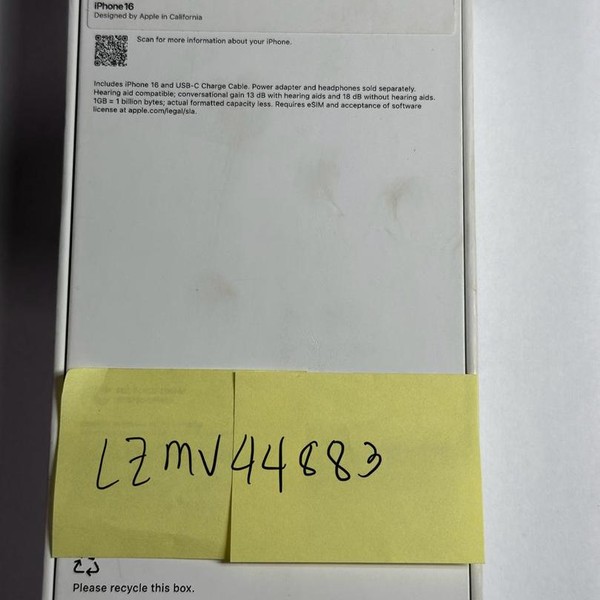 iPhone 16
Designed by Apple in California
Scan for more information about your iPhone.
Includes iPhone 16 and USB-C Charge Cable. Power adapter and headphones sold separately.
Hearing aid compatible; conversational gain 13 dB with hearing aids and 18 dB without hearing aids.
1GB = 1 billion bytes; actual formatted capacity less. Requires eSIM and acceptance of software
license at apple.com/legal/sla.
LZMV44883
Please recycle this box.